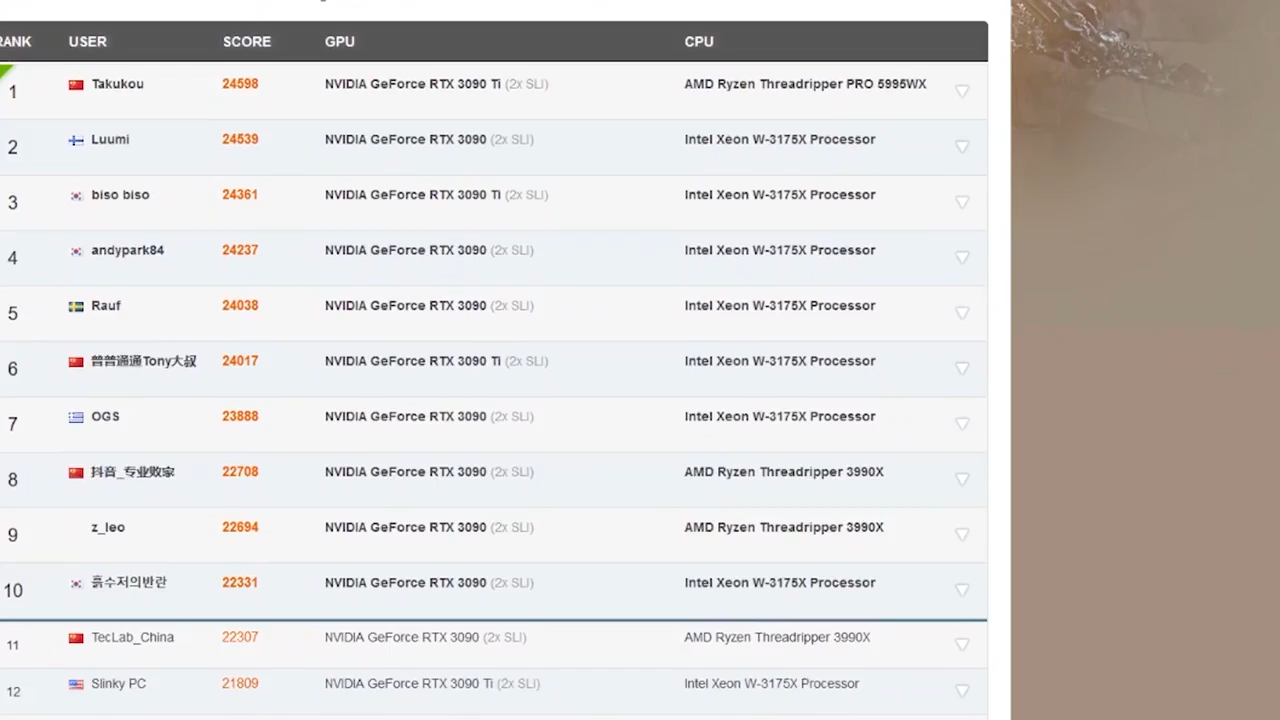 RANK USER SCORE GPU CPU
1 Takukou 24598 NVIDIA GeForce RTX 3090 Ti (2x SLI) AMD Ryzen Threadripper PRO 5995WX
2 Luumi 24539 NVIDIA GeForce RTX 3090 (2x SLI) Intel Xeon W-3175X Processor
3 biso biso 24361 NVIDIA GeForce RTX 3090 Ti (2x SLI) Intel Xeon W-3175X Processor
4 andypark84 24237 NVIDIA GeForce RTX 3090 (2x SLI) Intel Xeon W-3175X Processor
5 Rauf 24038 NVIDIA GeForce RTX 3090 (2x SLI) Intel Xeon W-3175X Processor
6 普普通通Tony大叔 24017 NVIDIA GeForce RTX 3090 Ti (2x SLI) Intel Xeon W-3175X Processor
7 OGS 23888 NVIDIA GeForce RTX 3090 (2x SLI) Intel Xeon W-3175X Processor
8 抖音_专业败家 22708 NVIDIA GeForce RTX 3090 (2x SLI) AMD Ryzen Threadripper 3990X
9 z_leo 22694 NVIDIA GeForce RTX 3090 (2x SLI) AMD Ryzen Threadripper 3990X
10 흙수저의반란 22331 NVIDIA GeForce RTX 3090 (2x SLI) Intel Xeon W-3175X Processor
11 TecLab_China 22307 NVIDIA GeForce RTX 3090 (2x SLI) AMD Ryzen Threadripper 3990X
12 Slinky PC 21809 NVIDIA GeForce RTX 3090 Ti (2x SLI) Intel Xeon W-3175X Processor